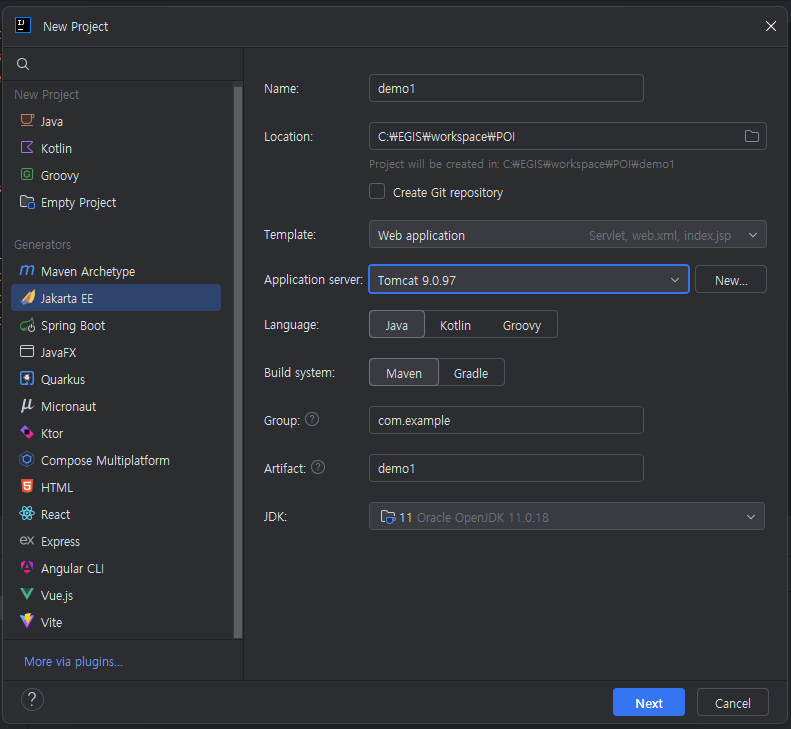 New Project
New Project
Java
Kotlin
Groovy
Empty Project
Generators
Maven Archetype
Jakarta EE
Spring Boot
JavaFX
Quarkus
Micronaut
Ktor
Compose Multiplatform
HTML
React
Express
Angular CLI
Vue.js
Vite
More via plugins...
Name: demo1
Location: C:₩EGIS₩workspace₩POI
Project will be created in: C:₩EGIS₩workspace₩POI₩demo1
Create Git repository
Template: Web application Servlet, web.xml, index.jsp
Application server: Tomcat 9.0.97 New...
Language: Java Kotlin Groovy
Build system: Maven Gradle
Group: ? com.example
Artifact: ? demo1
JDK: 11 Oracle OpenJDK 11.0.18
? Next Cancel